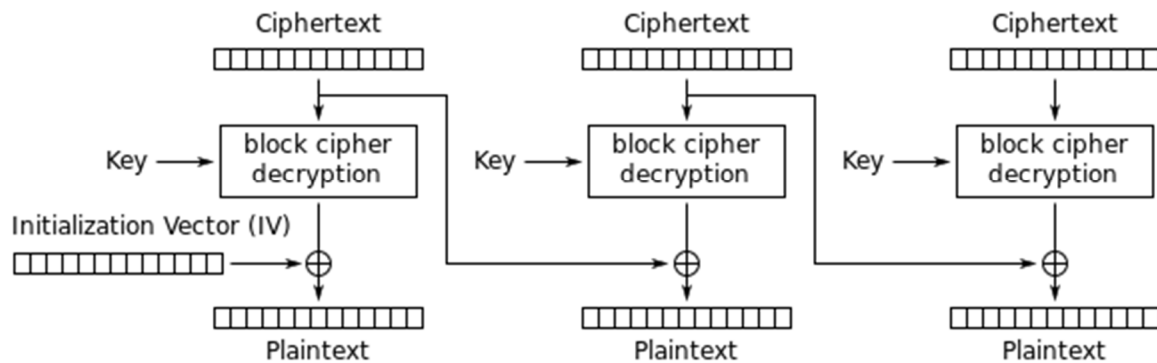 Ciphertext Ciphertext Ciphertext
Key block cipher decryption Key block cipher decryption Key block cipher decryption
Initialization Vector (IV)
Plaintext Plaintext Plaintext